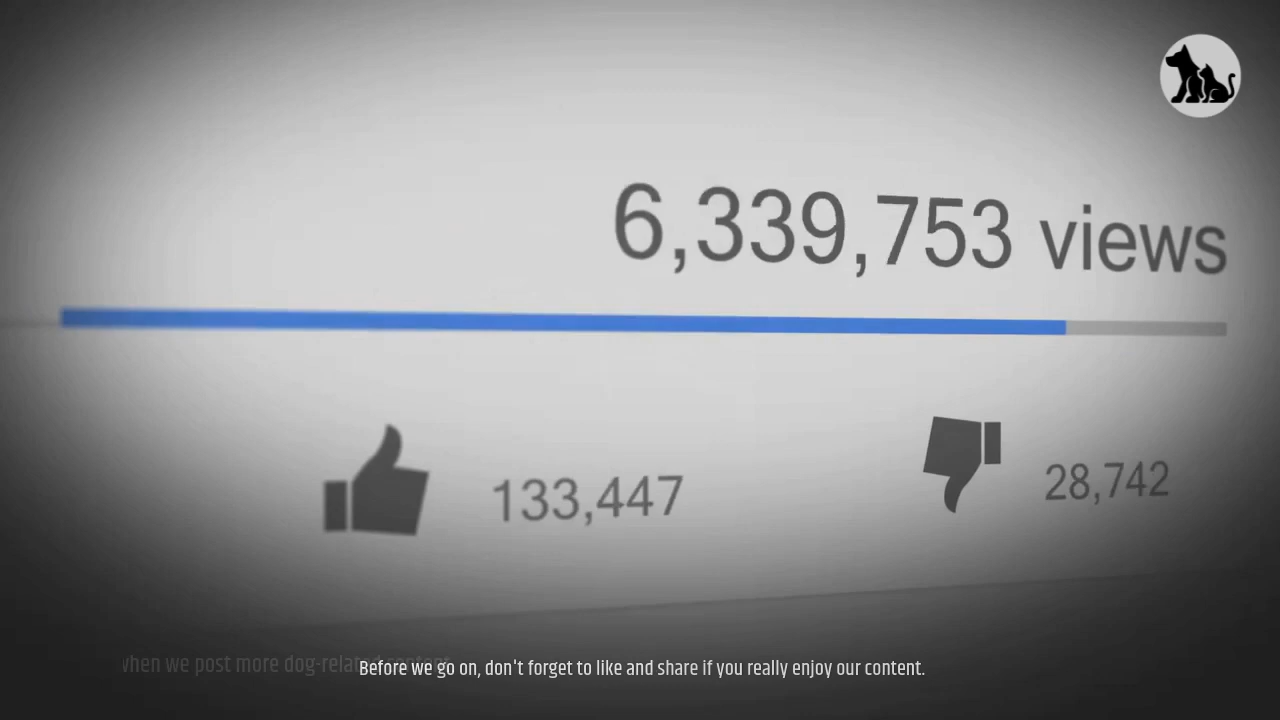 6,339,753 views
133,447
28,742
when we post more dog-related
Before we go on, don't forget to like and share if you really enjoy our content.